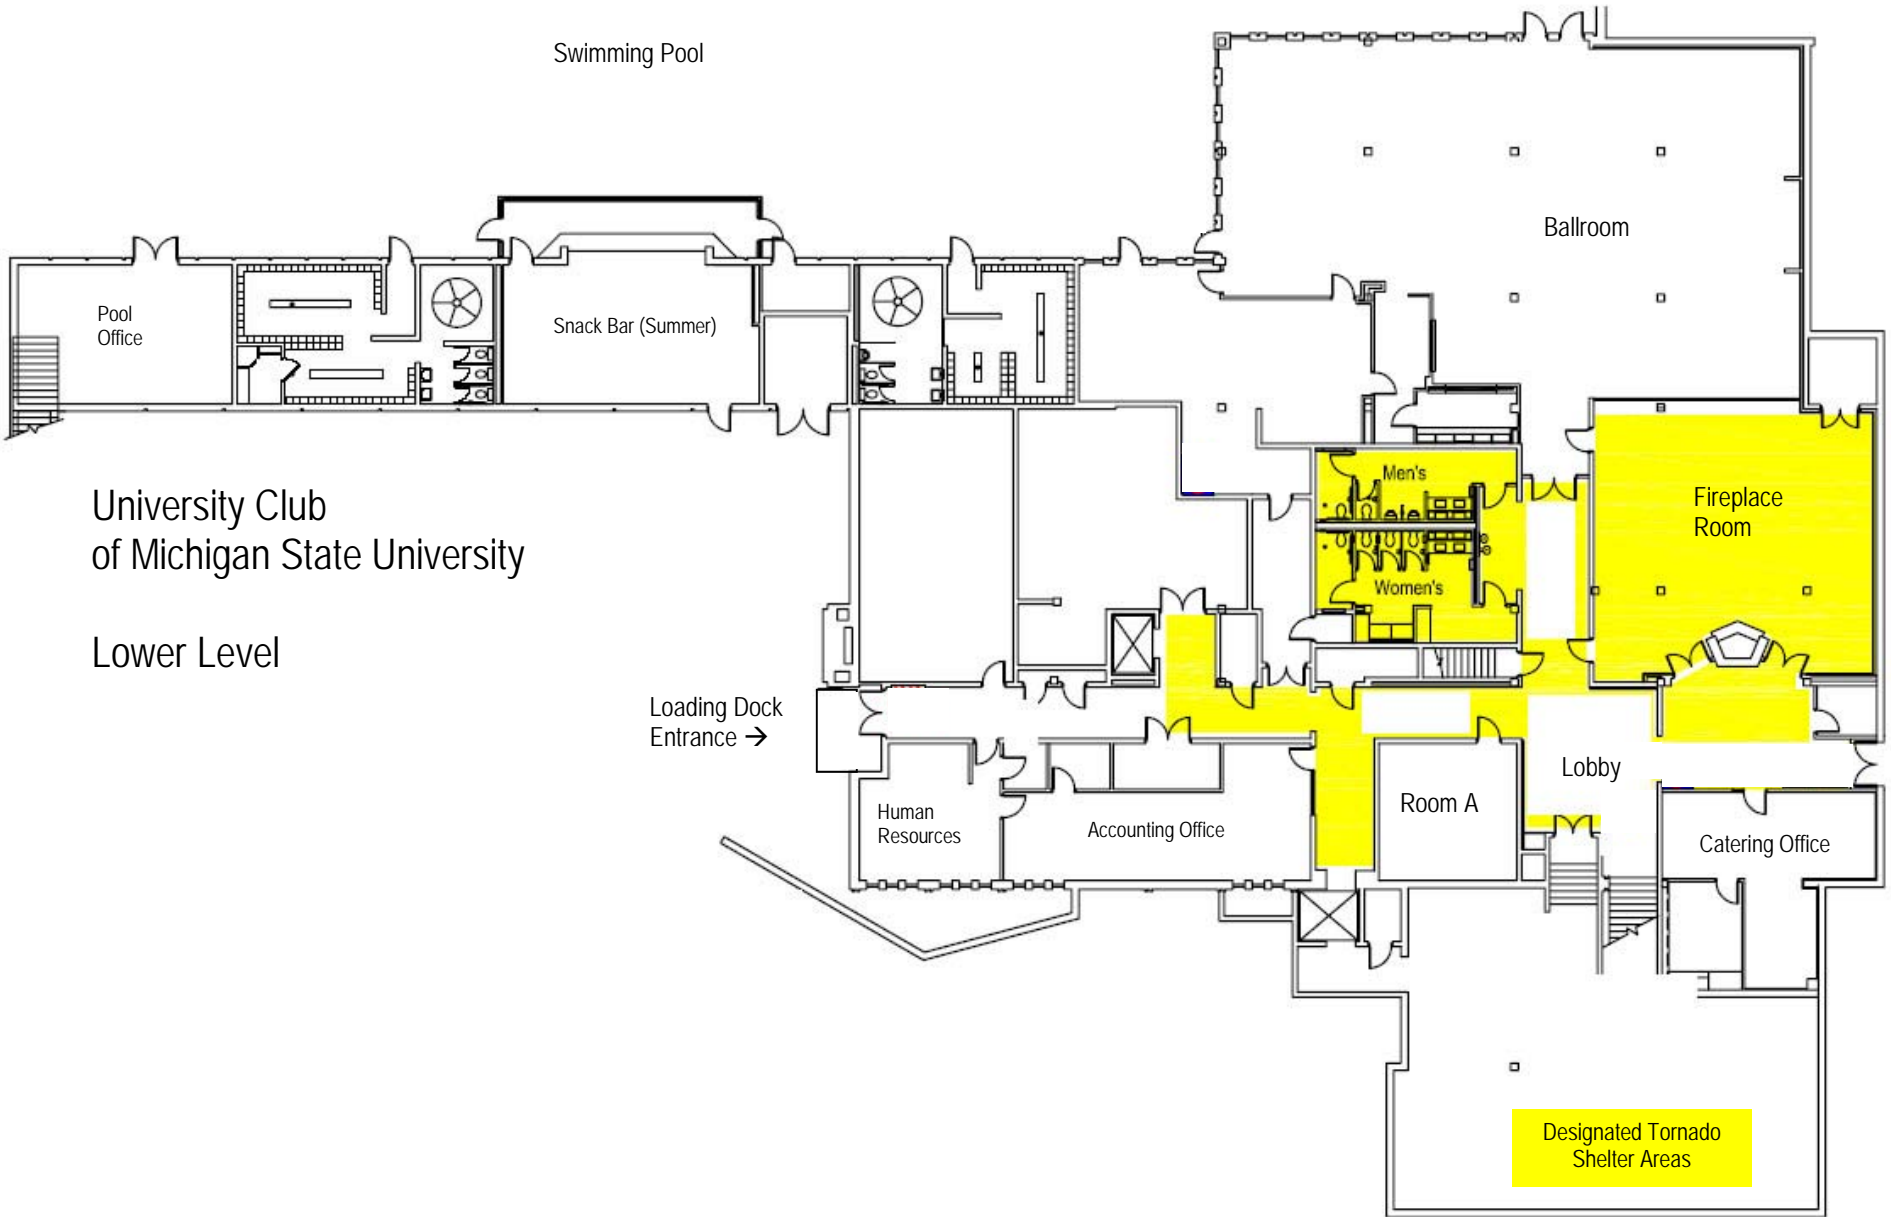 Swimming Pool
Ballroom
Pool
Office
Snack Bar (Summer)
Men's
Fireplace
Room
Women's
University Club
of Michigan State University
Lower Level
Loading Dock
Entrance →
Lobby
Human
Resources
Accounting Office
Room A
Catering Office
Designated Tornado
Shelter Areas